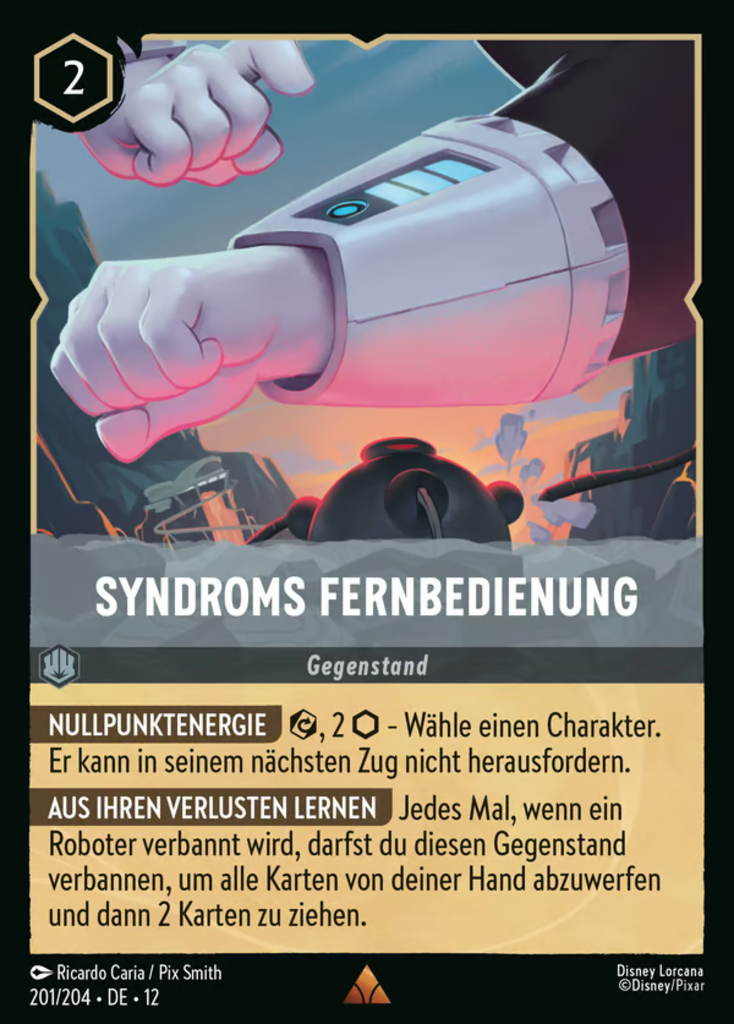 2
SYNDROMS FERNBEDIENUNG
Gegenstand
NULLPUNKTENERGIE , 2 - Wähle einen Charakter.
Er kann in seinem nächsten Zug nicht herausfordern.
AUS IHREN VERLUSTEN LERNEN Jedes Mal, wenn ein
Roboter verbannt wird, darfst du diesen Gegenstand
verbannen, um alle Karten von deiner Hand abzuwerfen
und dann 2 Karten zu ziehen.
Ricardo Caria / Pix Smith
201/204 • DE • 12
Disney Lorcana
©Disney/Pixar